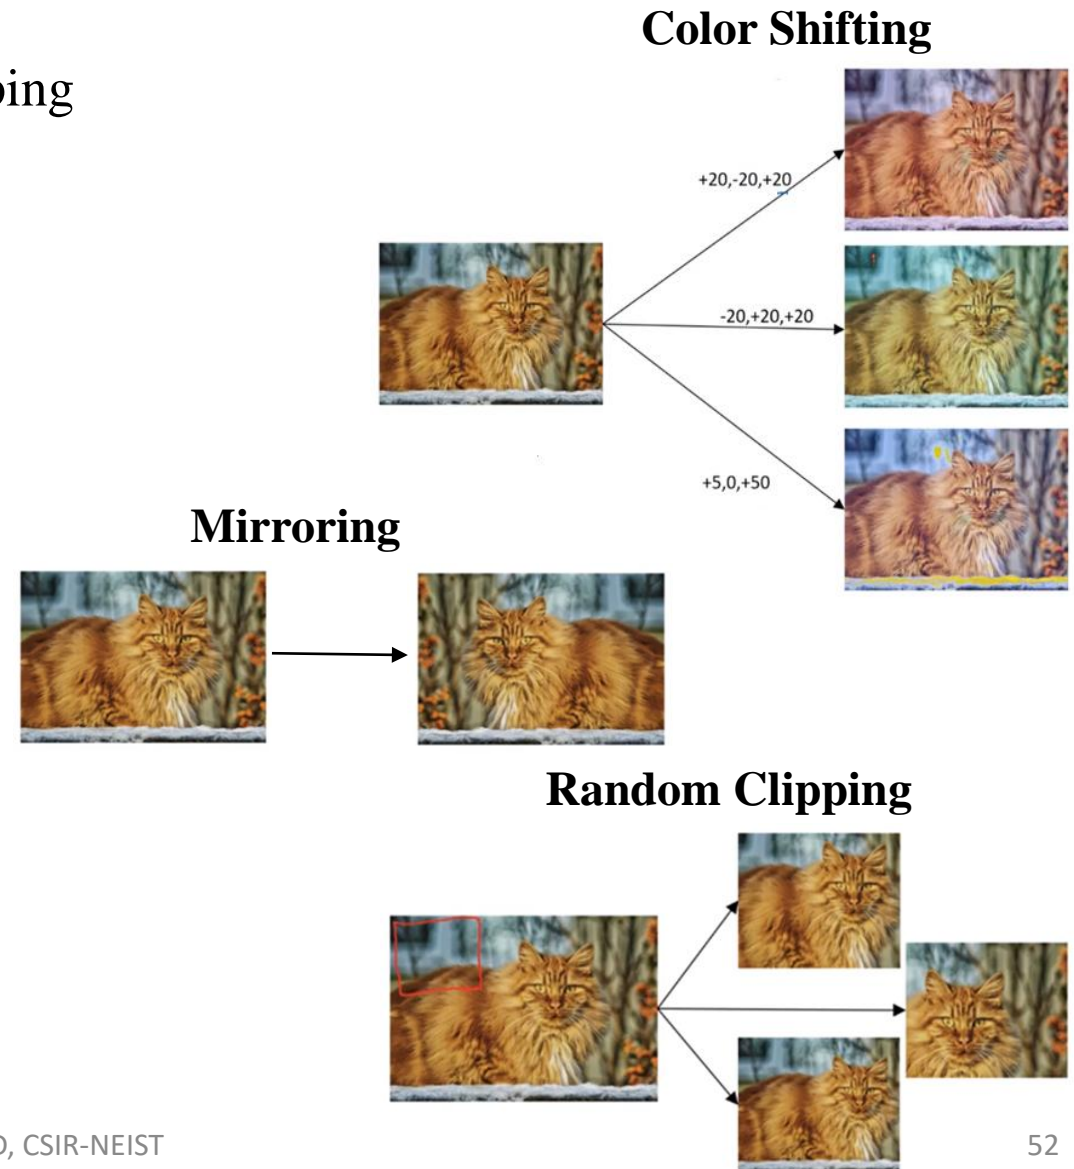 Color Shifting
ping
+20,-20,+20
-20,+20,+20
+5,0,+50
Mirroring
Random Clipping
, CSIR-NEIST
52